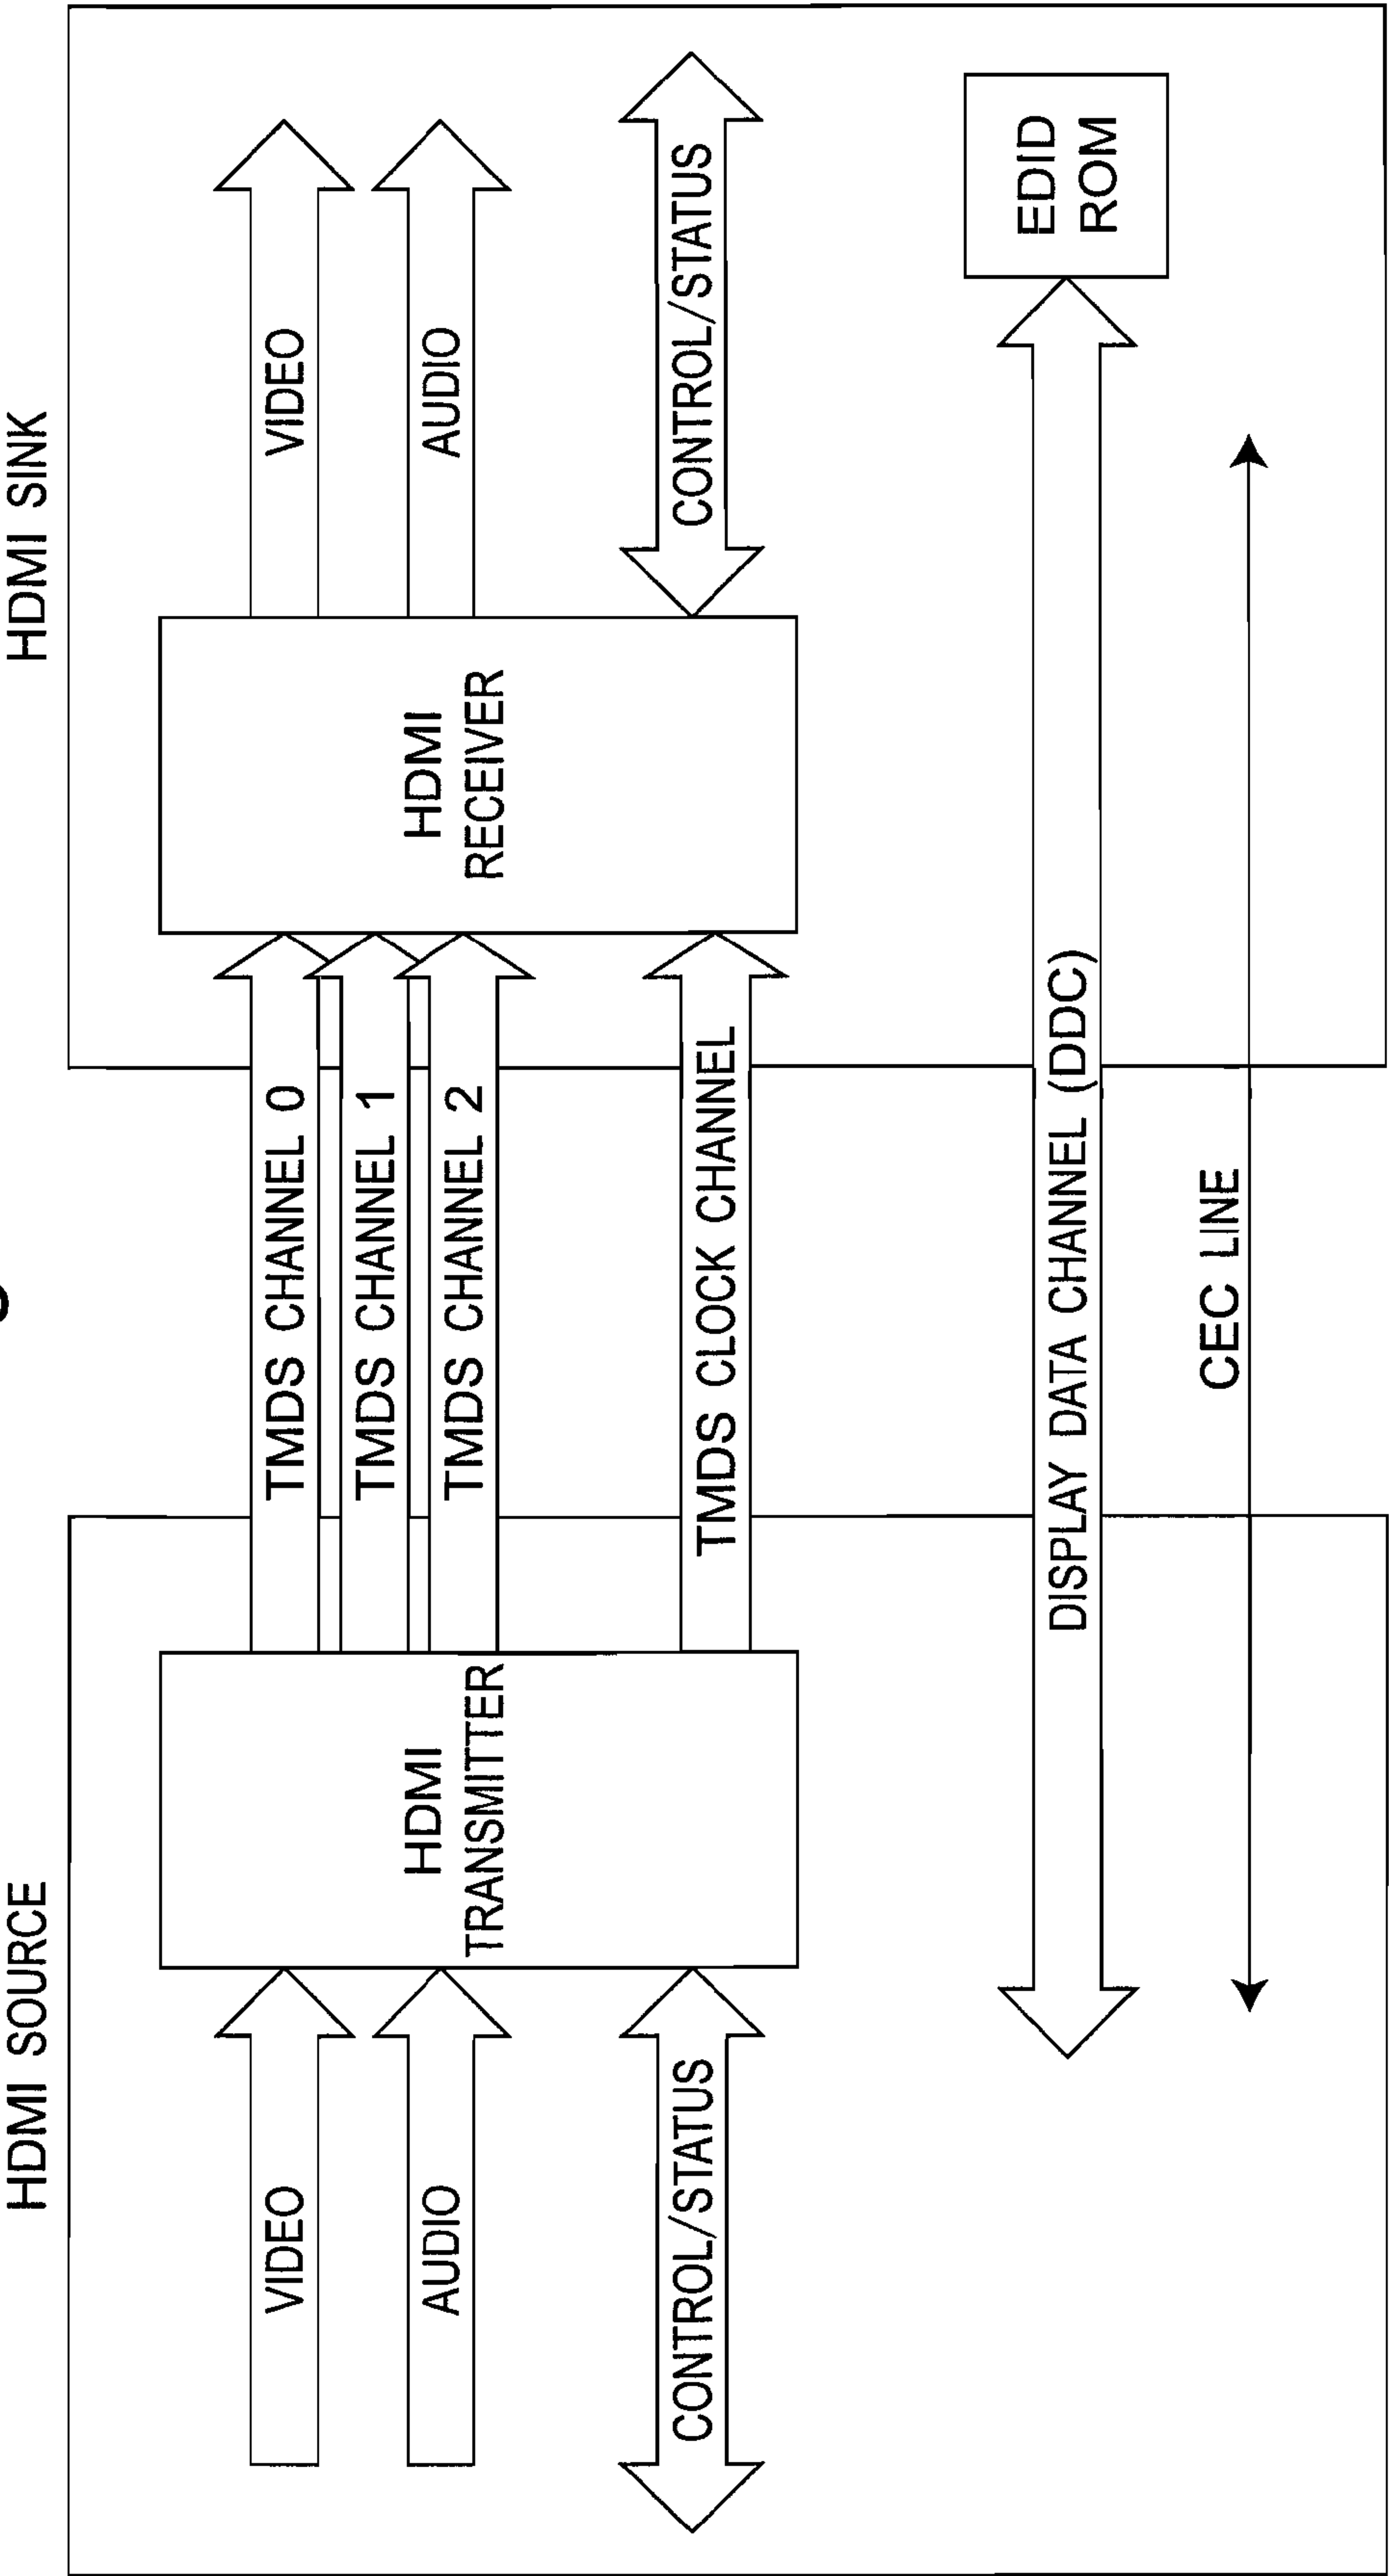 HDMI SOURCE
HDMI SINK
VIDEO
AUDIO
CONTROL/STATUS
HDMI
TRANSMITTER
TMDS CHANNEL 0
TMDS CHANNEL 1
TMDS CHANNEL 2
TMDS CLOCK CHANNEL
HDMI
RECEIVER
VIDEO
AUDIO
CONTROL/STATUS
DISPLAY DATA CHANNEL (DDC)
EDID
ROM
CEC LINE